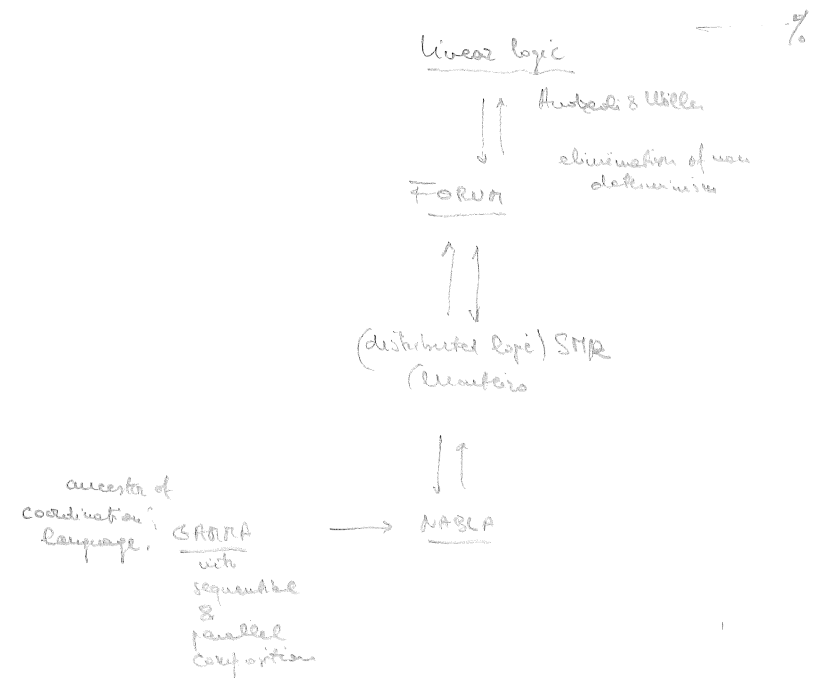 %
linear logic
Andreoli & Miller
elimination of non
determinism
FORUM
(distributed logic) SMR
(Monteiro
ancestor of
coordination
language.
GAMMA
NABLA
with
sequential
&
parallel
composition